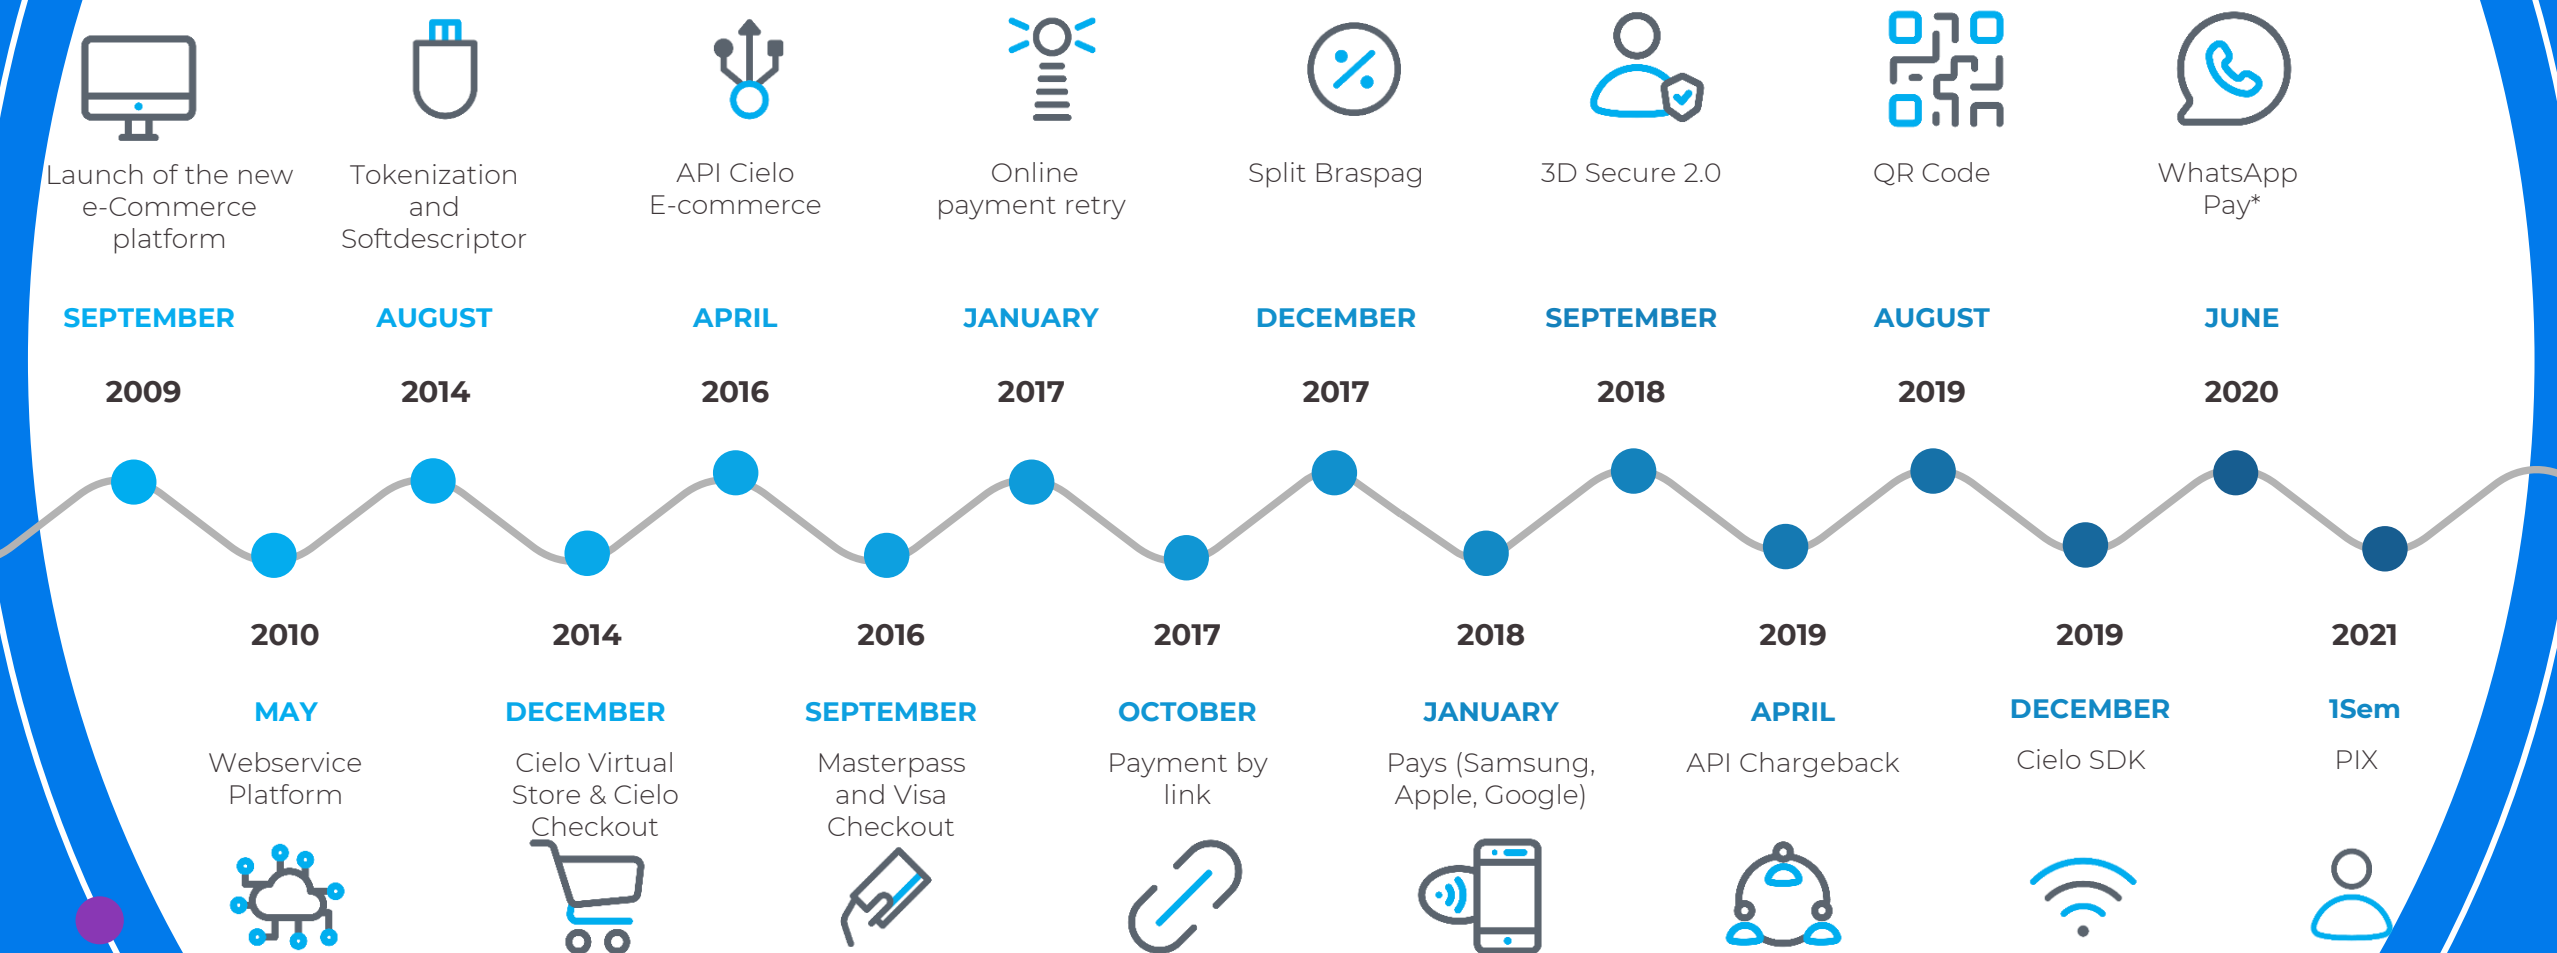 Launch of the new
e-Commerce
platform
Tokenization
and
Softdescriptor
API Cielo
E-commerce
Online
payment retry
Split Braspag
3D Secure 2.0
QR Code
WhatsApp
Pay*
SEPTEMBER
AUGUST
APRIL
JANUARY
DECEMBER
SEPTEMBER
AUGUST
JUNE
2009
2014
2016
2017
2017
2018
2019
2020
2010
2014
2016
2017
2018
2019
2019
2021
MAY
DECEMBER
SEPTEMBER
OCTOBER
JANUARY
APRIL
DECEMBER
1Sem
Webservice
Platform
Cielo Virtual
Store & Cielo
Checkout
Masterpass
and Visa
Checkout
Payment by
link
Pays (Samsung,
Apple, Google)
API Chargeback
Cielo SDK
PIX